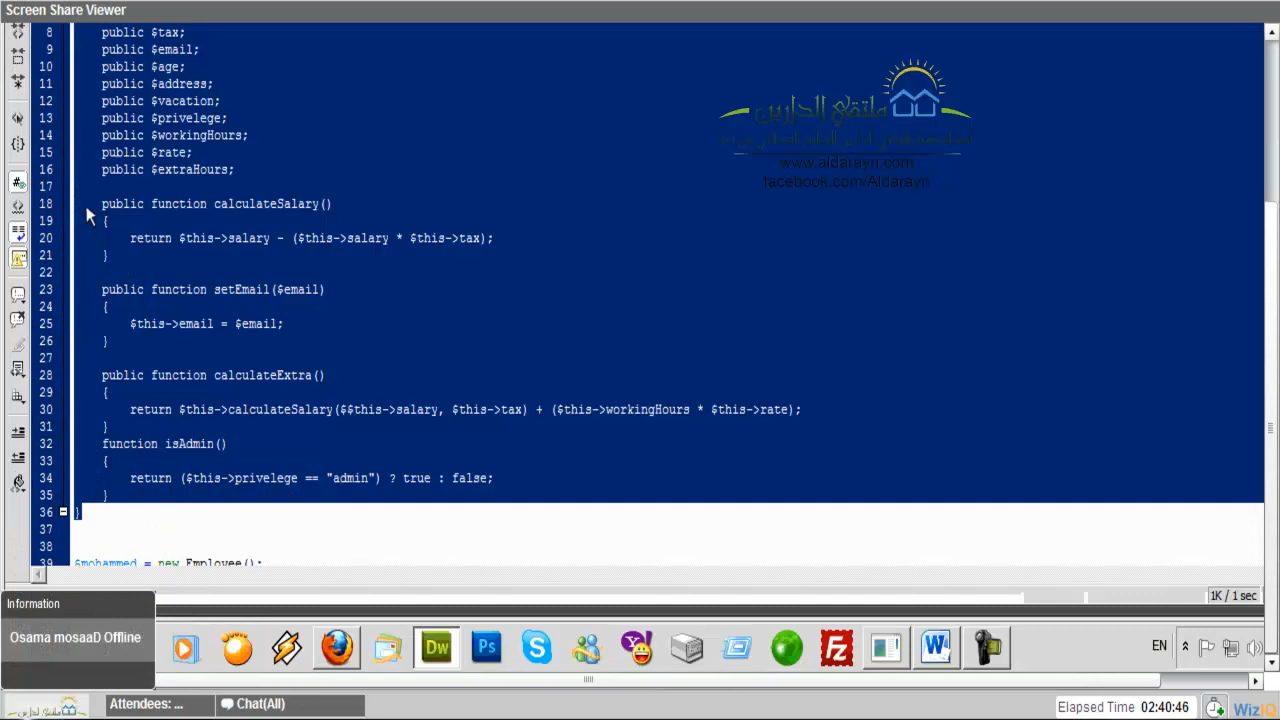 Screen Share Viewer
8 public $tax;
9 public $email;
10 public $age;
11 public $address;
12 public $vacation;
13 public $privelege;
14 public $workingHours;
15 public $rate;
16 public $extraHours;
17
18 public function calculateSalary()
19 {
20 return $this->salary - ($this->salary * $this->tax);
21 }
22
23 public function setEmail($email)
24 {
25 $this->email = $email;
26 }
27
28 public function calculateExtra()
29 {
30 return $this->calculateSalary($$this->salary, $this->tax) + ($this->workingHours * $this->rate);
31 }
32 function isAdmin()
33 {
34 return ($this->privelege == "admin") ? true : false;
35 }
36 }
37
38
39 $mohammed = new Employee();
ملتقى الدارين
www.aldarayn.com
facebook.com/Aldarayn
1K / 1 sec
Information
Osama mosaaD Offline
Dw
Ps
EN
Attendees: ...
Chat(All)
Elapsed Time 02:40:46
WizIQ